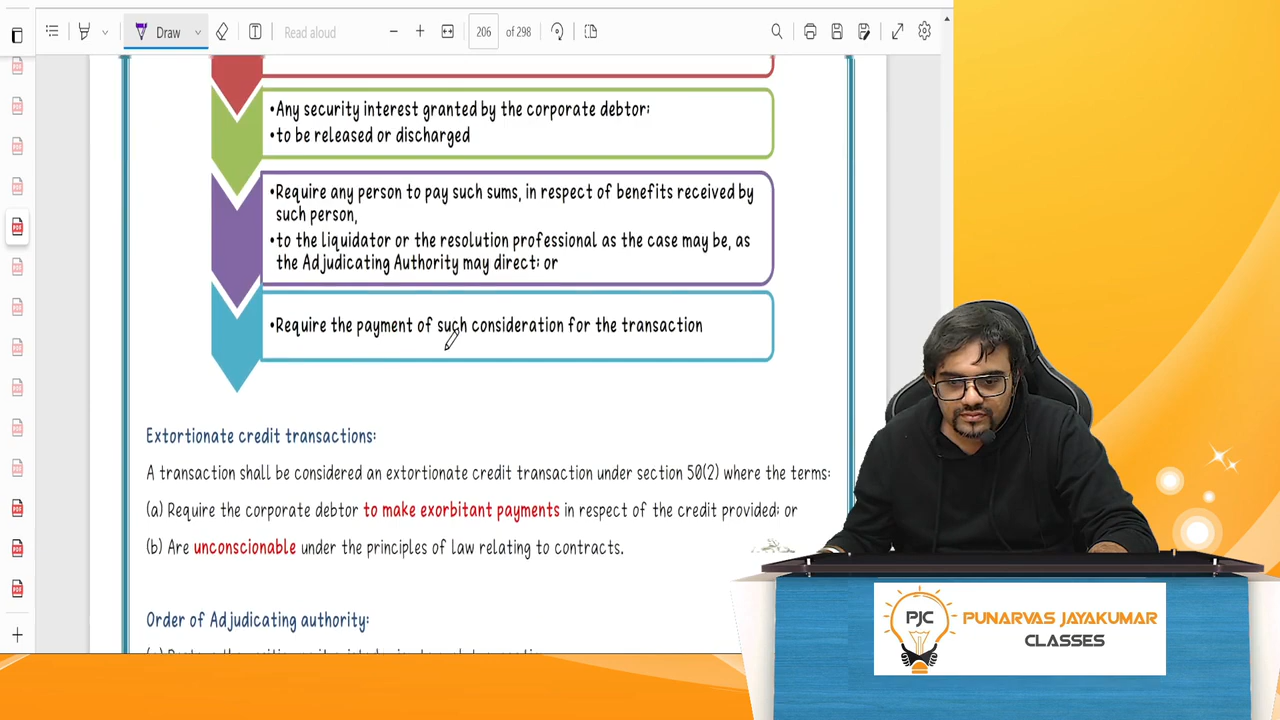 Draw
Read aloud
206
of 298
•Any security interest granted by the corporate debtor;
•to be released or discharged
•Require any person to pay such sums, in respect of benefits received by
such person,
•to the liquidator or the resolution professional as the case may be, as
the Adjudicating Authority may direct; or
•Require the payment of such consideration for the transaction
Extortionate credit transactions:
A transaction shall be considered an extortionate credit transaction under section 50(2) where the terms:
(a) Require the corporate debtor to make exorbitant payments in respect of the credit provided; or
(b) Are unconscionable under the principles of law relating to contracts.
Order of Adjudicating authority:
PJC
PUNARVAS JAYAKUMAR
CLASSES